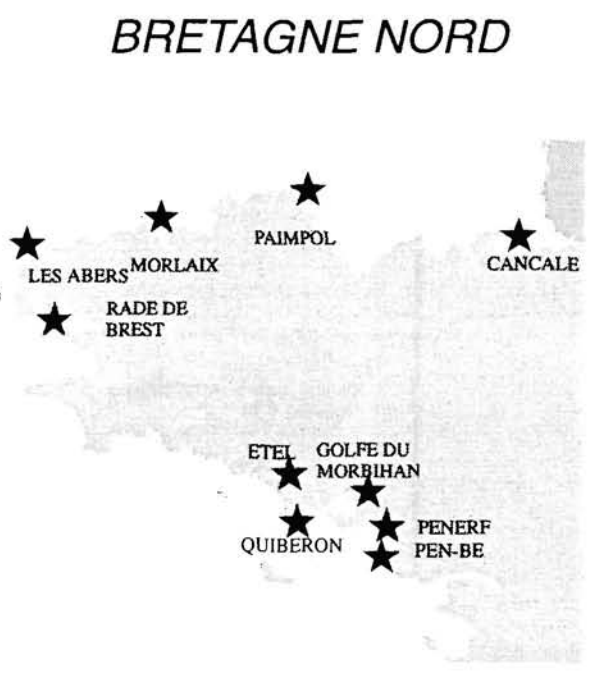 BRETAGNE NORD
PAIMPOL
CANCALE
MORLAIX
LES ABERS
RADE DE
BREST
ETEL
GOLFE DU
MORBIHAN
PENERF
QUIBERON
PEN-BE